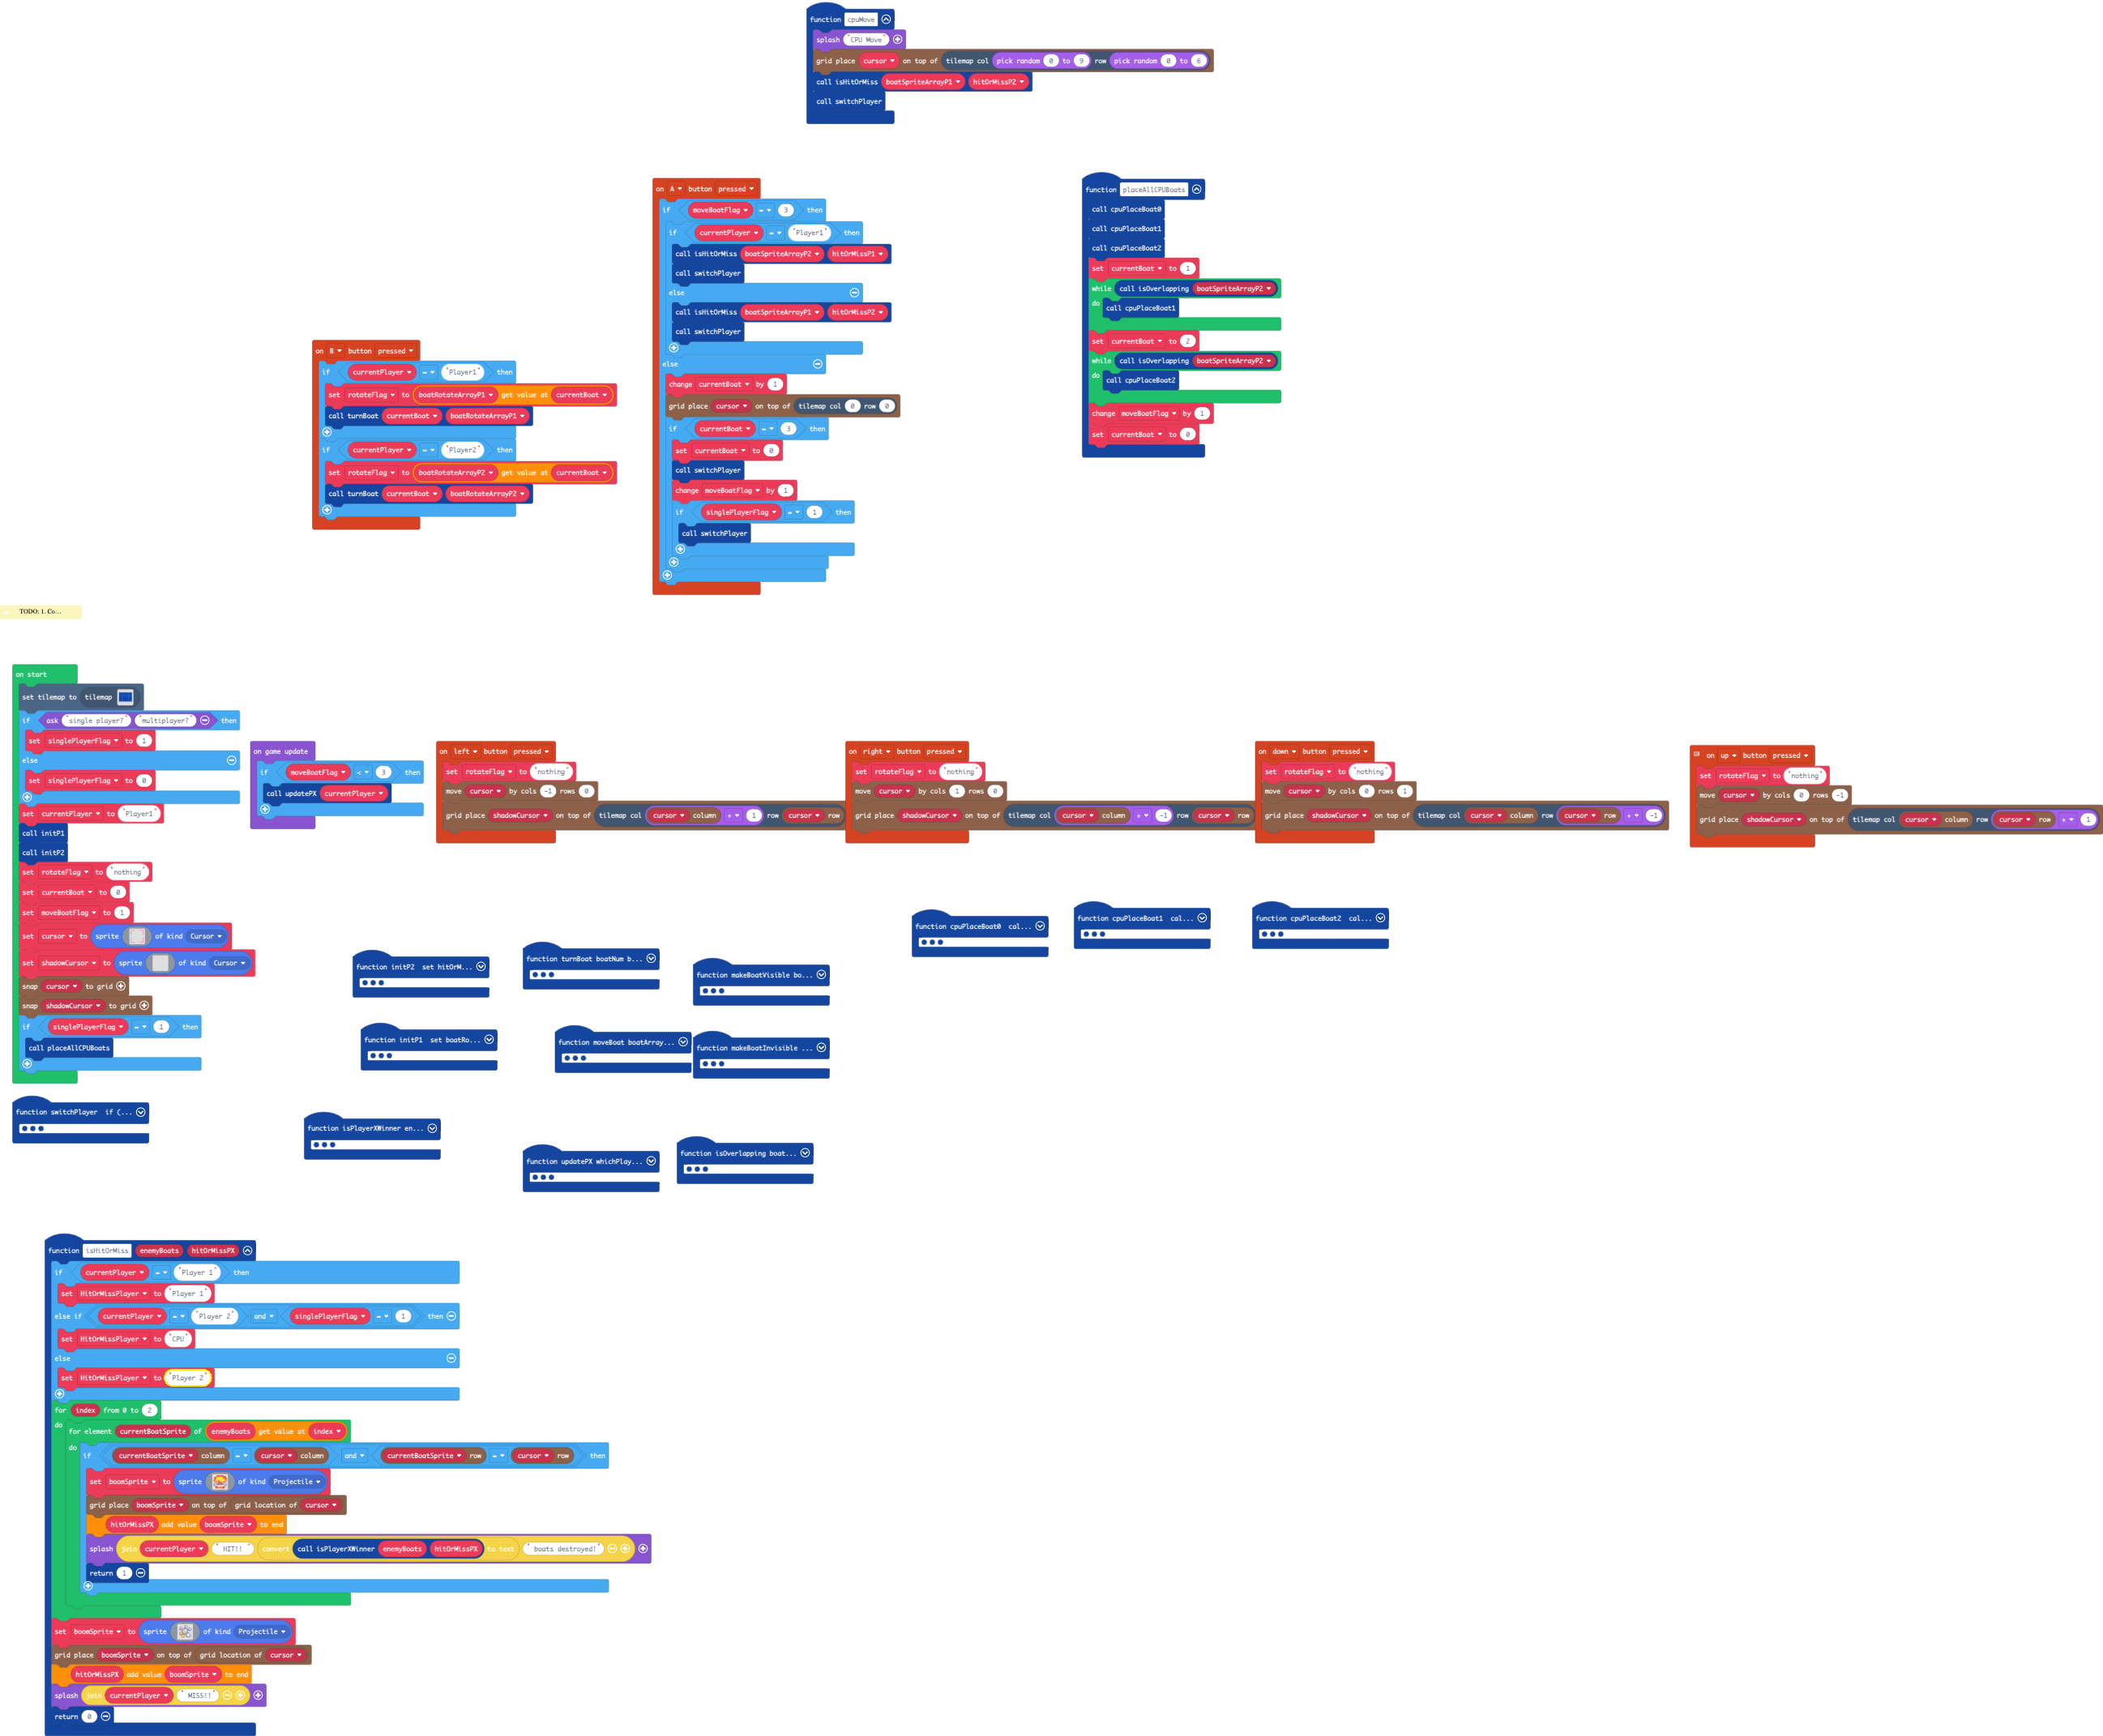 function cpuMove
splash "CPU Move"
grid place cursor on top of tilemap col pick random 0 to 9 row pick random 0 to 6
call isHitOrMiss boatSpriteArrayP1 hitOrMissP2
call switchPlayer
on A button pressed
if moveBoatFlag = 3 then
if currentPlayer = "Player1" then
call isHitOrMiss boatSpriteArrayP2 hitOrMissP1
call switchPlayer
else
call isHitOrMiss boatSpriteArrayP1 hitOrMissP2
call switchPlayer
else
change currentBoat by 1
grid place cursor on top of tilemap col 0 row 0
if currentBoat = 3 then
set currentBoat to 0
call switchPlayer
change moveBoatFlag by 1
if singlePlayerFlag = 1 then
call switchPlayer
function placeAllCPUBoats
call cpuPlaceBoat0
call cpuPlaceBoat1
call cpuPlaceBoat2
set currentBoat to 1
while call isOverlapping boatSpriteArrayP2
do call cpuPlaceBoat1
set currentBoat to 2
while call isOverlapping boatSpriteArrayP2
do call cpuPlaceBoat2
change moveBoatFlag by 1
set currentBoat to 0
on B button pressed
if currentPlayer = "Player1" then
set rotateFlag to boatRotateArrayP1 get value at currentBoat
call turnBoat currentBoat boatRotateArrayP1
if currentPlayer = "Player2" then
set rotateFlag to boatRotateArrayP2 get value at currentBoat
call turnBoat currentBoat boatRotateArrayP2
TODO: 1. Co...
on start
set tilemap to tilemap
if ask "single player?" "multiplayer?" then
set singlePlayerFlag to 1
else
set singlePlayerFlag to 0
set currentPlayer to "Player1"
call initP1
call initP2
set rotateFlag to "nothing"
set currentBoat to 0
set moveBoatFlag to 1
set cursor to sprite of kind Cursor
set shadowCursor to sprite of kind Cursor
snap cursor to grid
snap shadowCursor to grid
if singlePlayerFlag = 1 then
call placeAllCPUBoats
on game update
if moveBoatFlag < 3 then
call updatePX currentPlayer
on left button pressed
set rotateFlag to "nothing"
move cursor by cols -1 rows 0
grid place shadowCursor on top of tilemap col cursor column + 1 row cursor row
on right button pressed
set rotateFlag to "nothing"
move cursor by cols 1 rows 0
grid place shadowCursor on top of tilemap col cursor column + -1 row cursor row
on down button pressed
set rotateFlag to "nothing"
move cursor by cols 0 rows 1
grid place shadowCursor on top of tilemap col cursor column row cursor row + -1
on up button pressed
set rotateFlag to "nothing"
move cursor by cols 0 rows -1
grid place shadowCursor on top of tilemap col cursor column row cursor row + 1
function cpuPlaceBoat0 cal...
function cpuPlaceBoat1 cal...
function cpuPlaceBoat2 cal...
function initP2 set hitOrM...
function turnBoat boatNum b...
function makeBoatVisible bo...
function initP1 set boatRo...
function moveBoat boatArray...
function makeBoatInvisible ...
function switchPlayer if (...
function isPlayerXWinner en...
function updatePX whichPlay...
function isOverlapping boat...
function isHitOrMiss enemyBoats hitOrMissPX
if currentPlayer = "Player 1" then
set HitOrMissPlayer to "Player 1"
else if currentPlayer = "Player 2" and singlePlayerFlag = 1 then
set HitOrMissPlayer to "CPU"
else
set HitOrMissPlayer to "Player 2"
for index from 0 to 2
do for element currentBoatSprite of enemyBoats get value at index
do if currentBoatSprite column = cursor column and currentBoatSprite row = cursor row then
set boomSprite to sprite of kind Projectile
grid place boomSprite on top of grid location of cursor
hitOrMissPX add value boomSprite to end
splash join currentPlayer " HIT!! " convert call isPlayerXWinner enemyBoats hitOrMissPX to text " boats destroyed!"
return 1
set boomSprite to sprite of kind Projectile
grid place boomSprite on top of grid location of cursor
hitOrMissPX add value boomSprite to end
splash join currentPlayer " MISS!! "
return 0